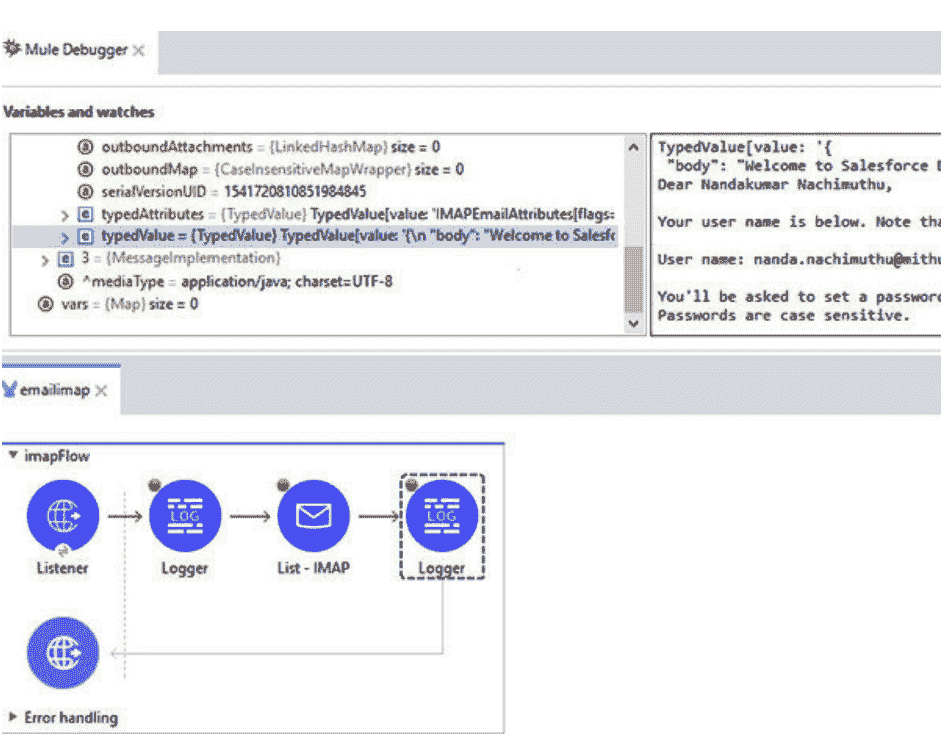 Mule Debugger
Variables and watches
outboundAttachments = {LinkedHashMap} size = 0
outboundMap = {CaseInsensitiveMapWrapper} size = 0
serialVersionUID = 1541720810851984845
typedAttributes = {TypedValue} TypedValue[value: "IMAPEmailAttributes[flags=
typedValue = {TypedValue} TypedValue[value: '{\n "body": "Welcome to Salesfo
3 = {MessageImplementation}
^mediaType = application/java; charset=UTF-8
vars = {Map} size = 0
TypedValue[value: '{
"body": "Welcome to Salesforce
Dear Nandakumar Nachimuthu,
Your user name is below. Note tha
User name: nanda.nachimuthu@mithu
You'll be asked to set a password
Passwords are case sensitive.
emailimap
imapFlow
LOG
LOG
Listener
Logger
List - IMAP
Logger
Error handling